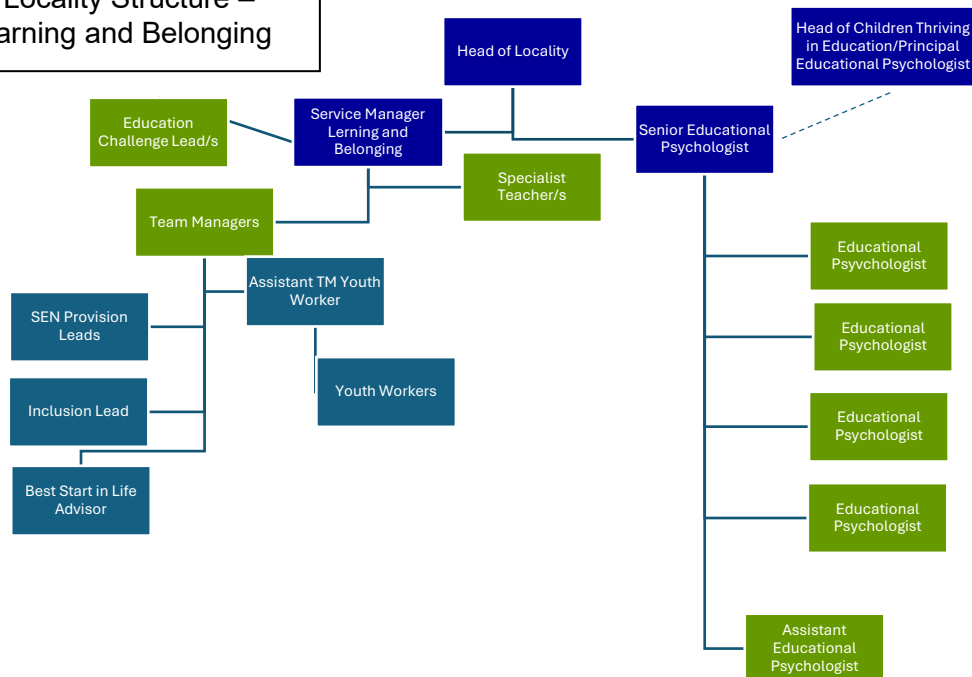 Locality Structure –
arning and Belonging
Head of Locality
Head of Children Thriving
in Education/Principal
Educational Psychologist
Education
Challenge Lead/s
Service Manager
Lerning and
Belonging
Senior Educational
Psychologist
Specialist
Teacher/s
Team Managers
Educational
Psyvchologist
Assistant TM Youth
Worker
SEN Provision
Leads
Educational
Psychologist
Youth Workers
Inclusion Lead
Educational
Psychologist
Best Start in Life
Advisor
Educational
Psychologist
Assistant
Educational
Psychologist